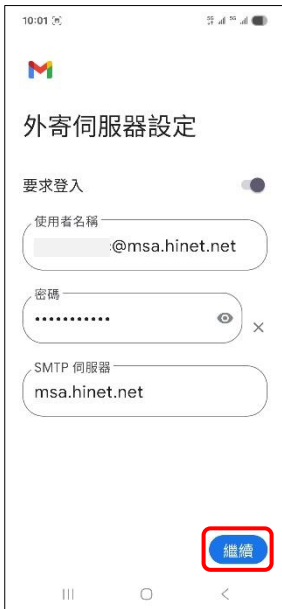 10:01
外寄伺服器設定
要求登入
使用者名稱
@msa.hinet.net
密碼
•••••••••••
SMTP 伺服器
msa.hinet.net
繼續